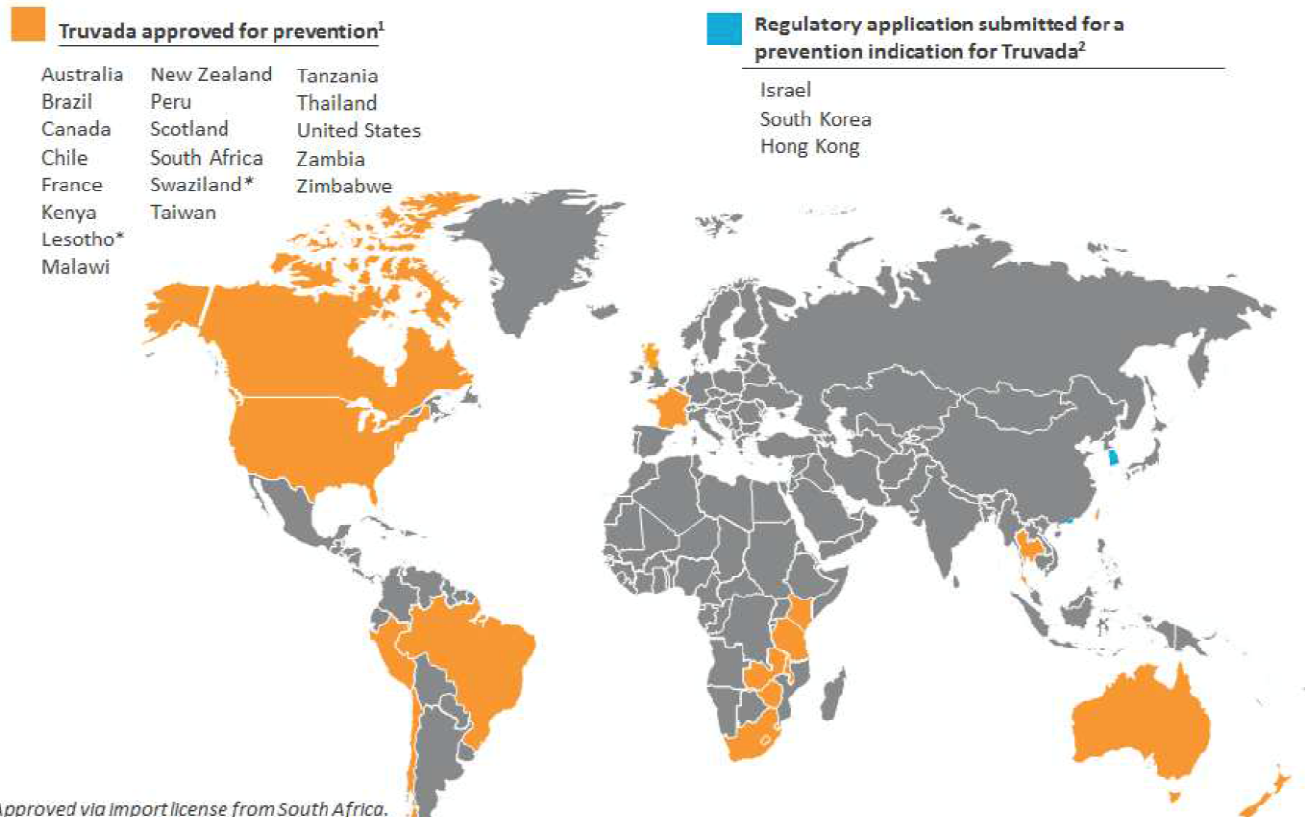 Truvada approved for prevention¹
Australia
Brazil
Canada
Chile
France
Kenya
Lesotho*
Malawi
New Zealand
Peru
Scotland
South Africa
Swaziland*
Taiwan
Tanzania
Thailand
United States
Zambia
Zimbabwe
Regulatory application submitted for a
prevention indication for Truvada²
Israel
South Korea
Hong Kong
Approved via import license from South Africa.